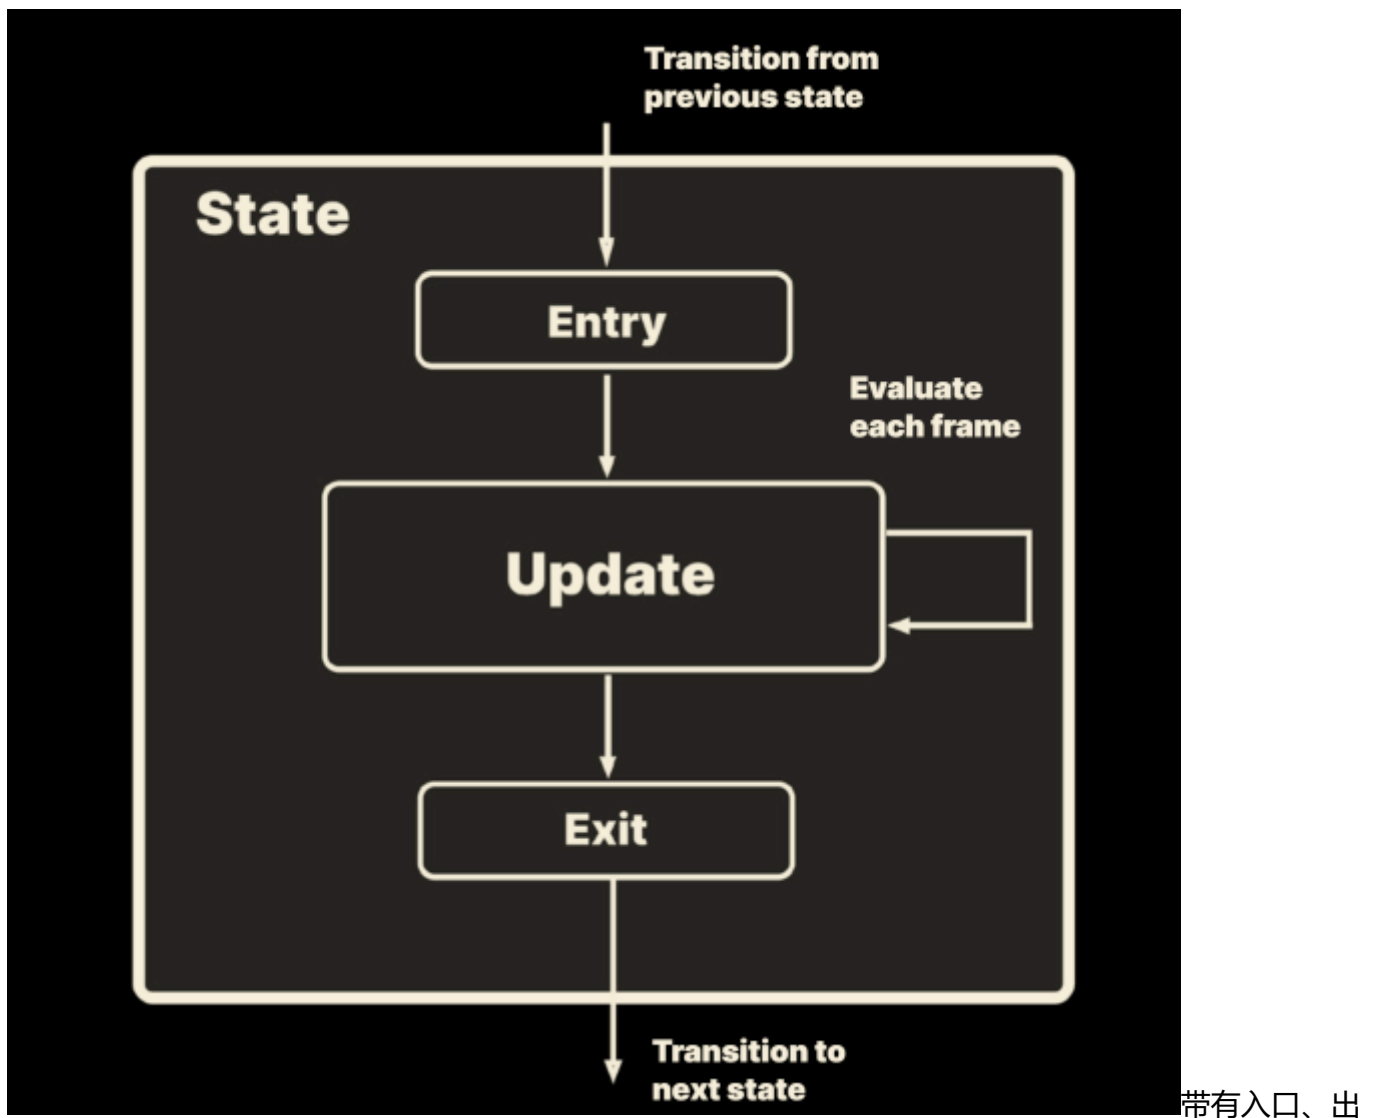 Transition from
previous state
State
Entry
Evaluate
each frame
Update
Exit
Transition to
next state
带有入口、出